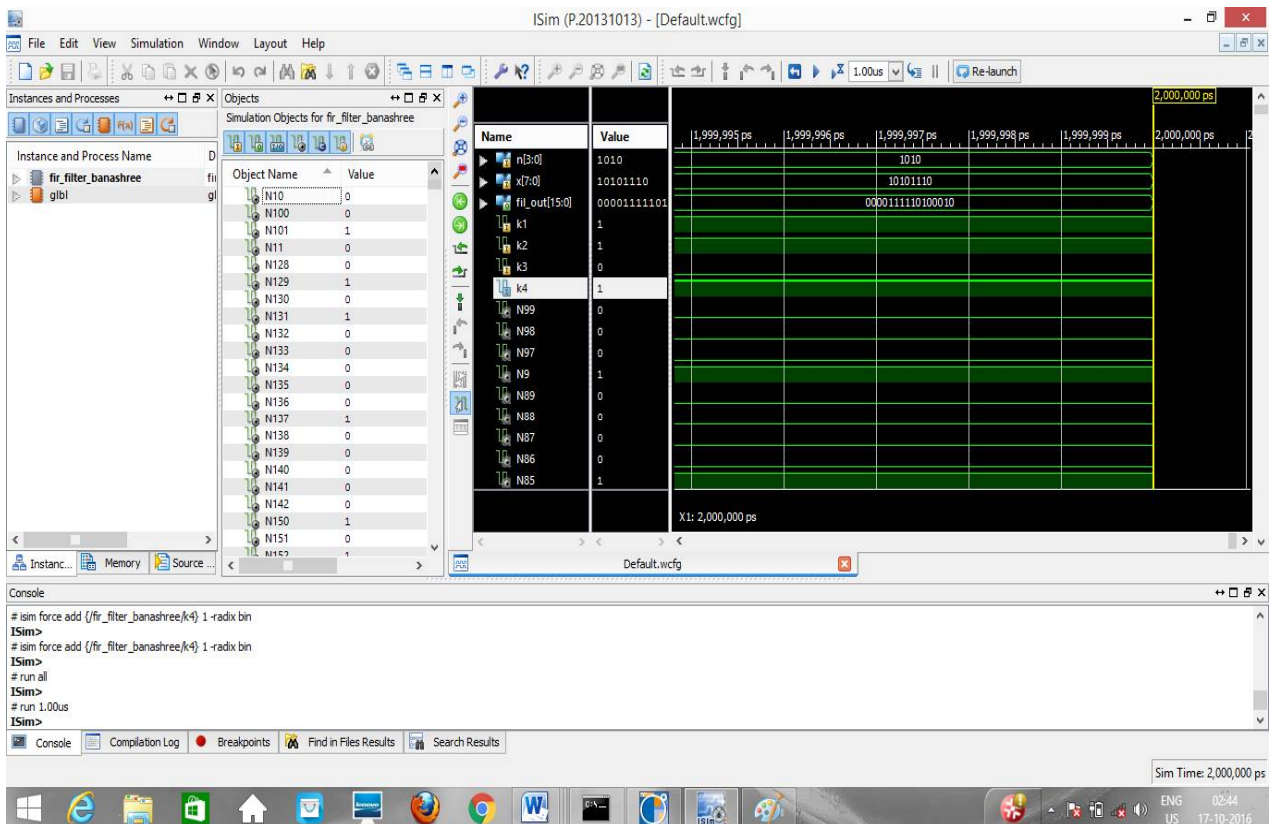 ISim (P.20131013) - [Default.wcfg]
File Edit View Simulation Window Layout Help
1.00us
Re-launch
Instances and Processes
Instance and Process Name D
fir_filter_banashree fir
glbl gl
Instanc... Memory Source ...
Objects
Simulation Objects for fir_filter_banashree
Object Name Value
N10 0
N100 0
N101 1
N11 0
N128 0
N129 1
N130 0
N131 1
N132 0
N133 0
N134 0
N135 0
N136 0
N137 1
N138 0
N139 0
N140 0
N141 0
N142 0
N150 1
N151 0
N152 1
2,000,000 ps
Name Value 1,999,995 ps 1,999,996 ps 1,999,997 ps 1,999,998 ps 1,999,999 ps 2,000,000 ps 2
n[3:0] 1010 1010
x[7:0] 10101110 10101110
fil_out[15:0] 00001111101 0000111110100010
k1 1
k2 1
k3 0
k4 1
N99 0
N98 0
N97 0
N9 1
N89 0
N88 0
N87 0
N86 0
N85 1
X1: 2,000,000 ps
Default.wcfg
Console
# isim force add {/fir_filter_banashree/k4} 1 -radix bin
ISim>
# isim force add {/fir_filter_banashree/k4} 1 -radix bin
ISim>
# run all
ISim>
# run 1.00us
ISim>
Console Compilation Log Breakpoints Find in Files Results Search Results
Sim Time: 2,000,000 ps
ENG 02:44
US 17-10-2016